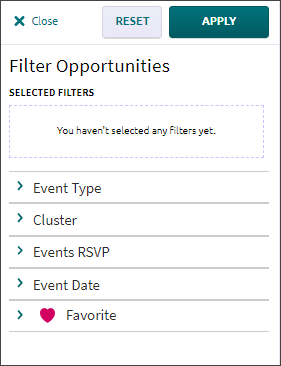 Close RESET APPLY
Filter Opportunities
SELECTED FILTERS
You haven't selected any filters yet.
Event Type
Cluster
Events RSVP
Event Date
Favorite